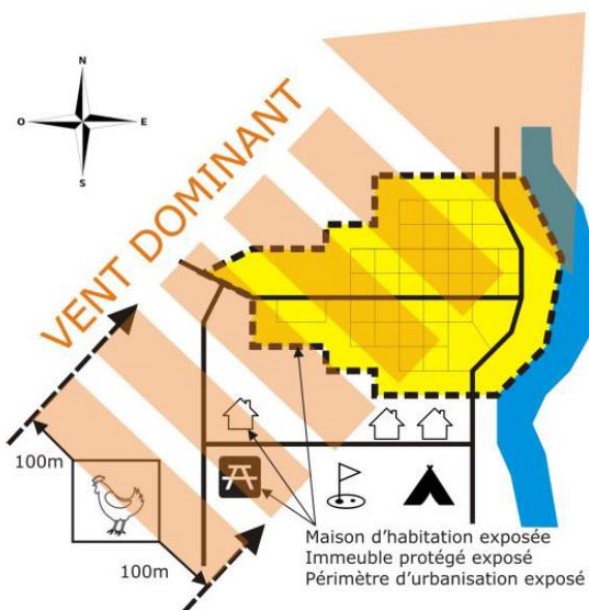 N
O
E
S
VENT DOMINANT
100m
100m
Maison d'habitation exposée
Immeuble protégé exposé
Périmètre d'urbanisation exposé